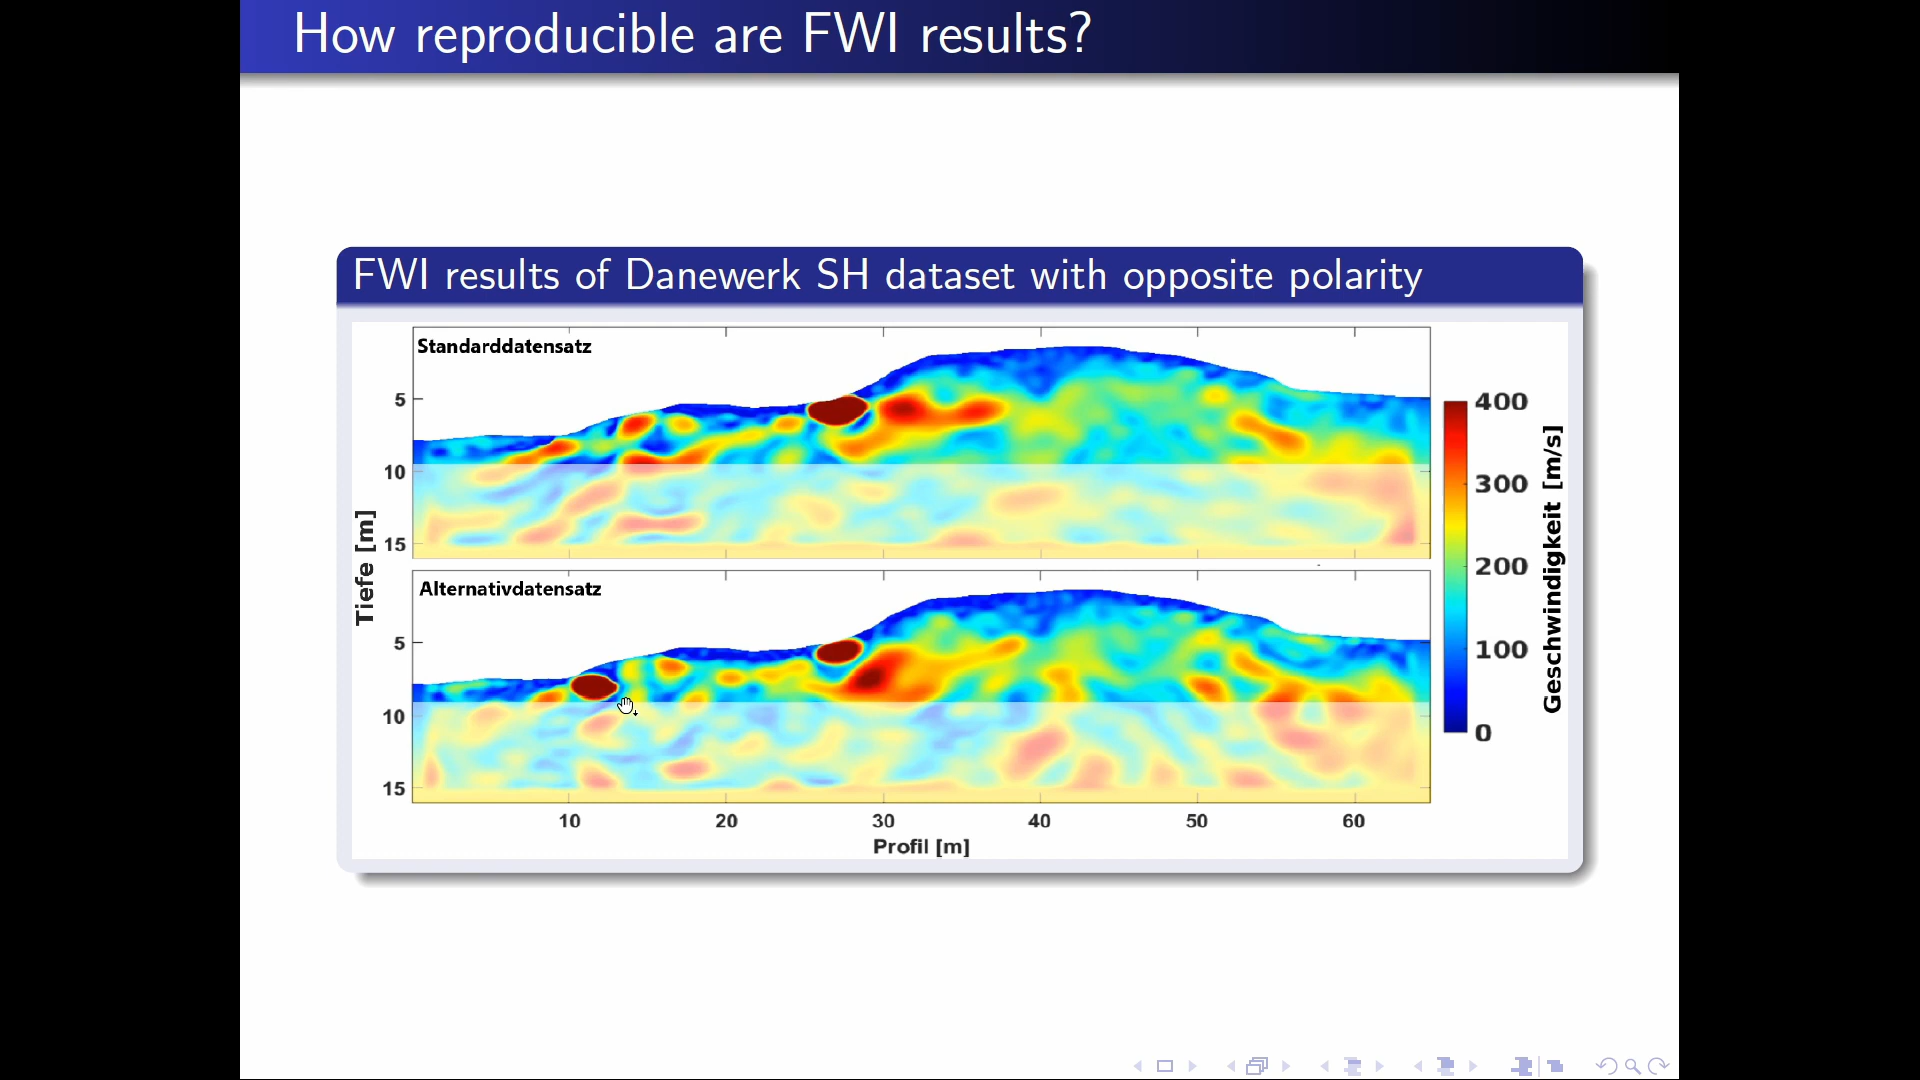 How reproducible are FWI results?
FWI results of Danewerk SH dataset with opposite polarity
Standarddatensatz
5
10
15
Alternativdatensatz
5
10
15
Tiefe [m]
10 20 30 40 50 60
Profil [m]
400
300
200
100
0
Geschwindigkeit [m/s]